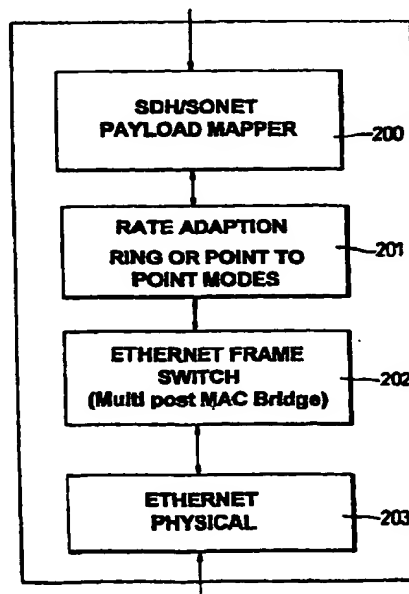 SDH/SONET
PAYLOAD MAPPER
200
RATE ADAPTION
RING OR POINT TO
POINT MODES
201
ETHERNET FRAME
SWITCH
(Multi post MAC Bridge)
202
ETHERNET
PHYSICAL
203